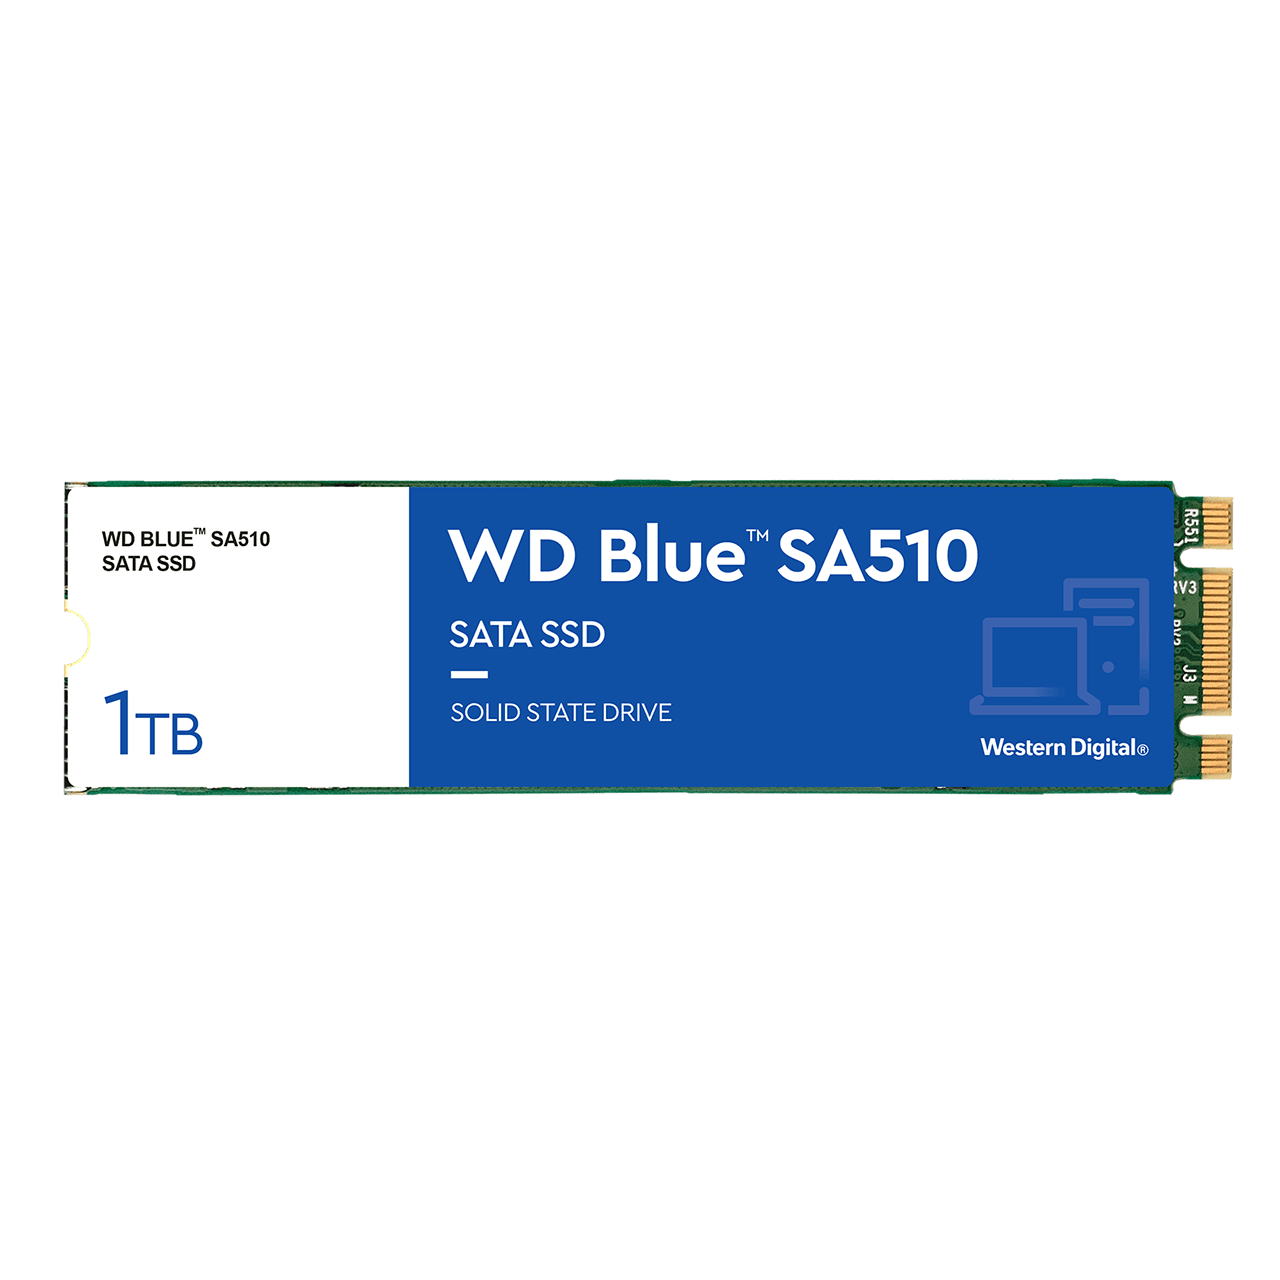 WD BLUE™ SA510
SATA SSD
1TB
WD Blue™ SA510
SATA SSD
SOLID STATE DRIVE
Western Digital®
R551
RV3
J3
M